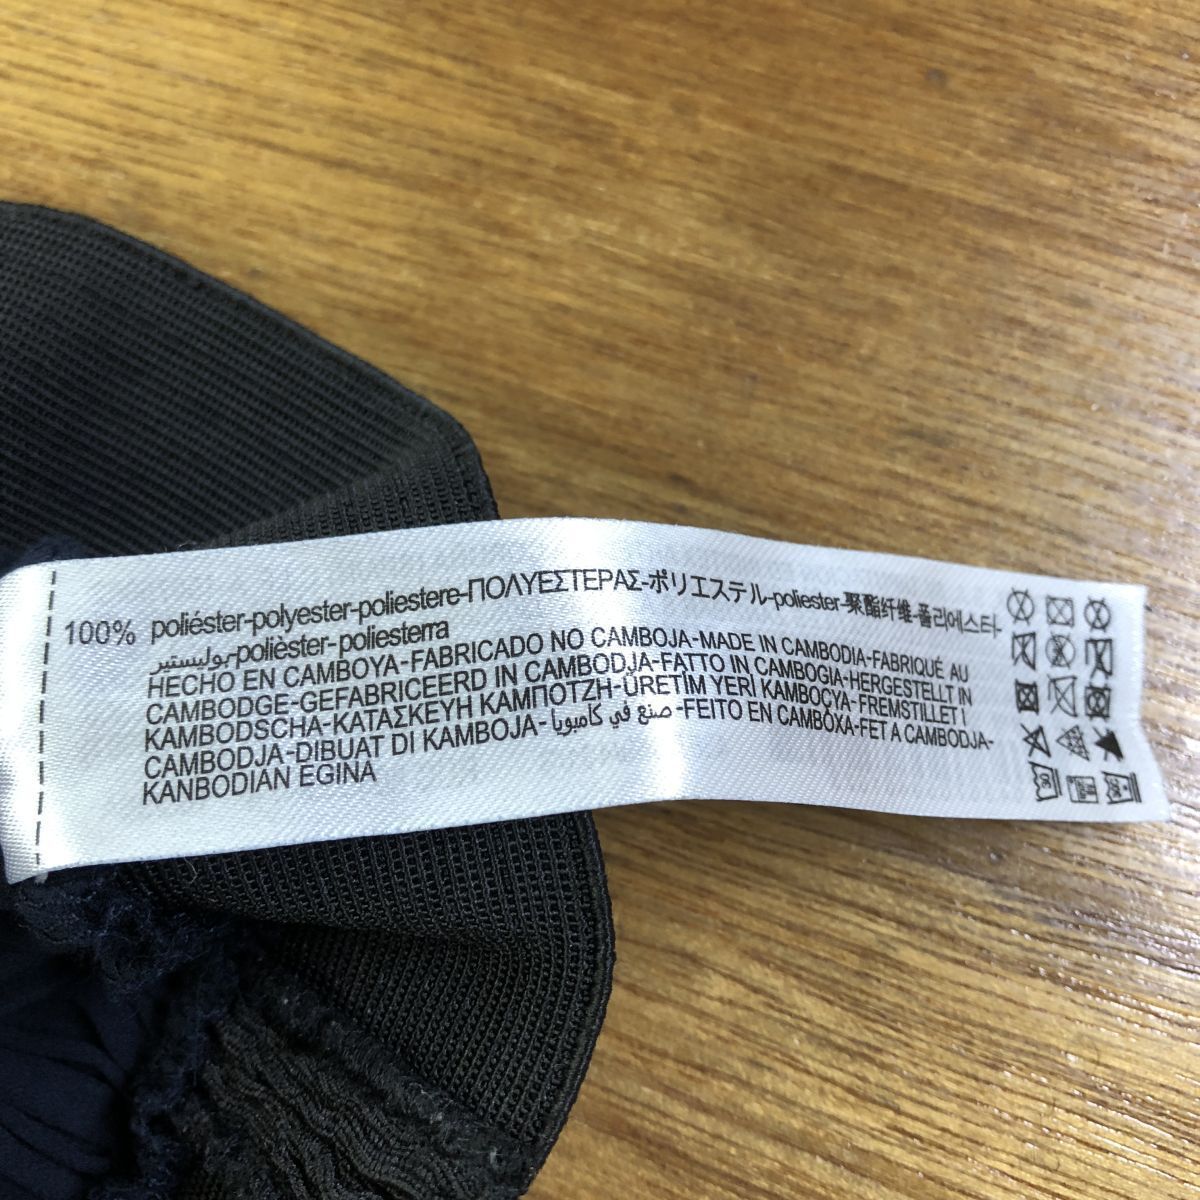 100% poliéster-polyester-poliestere-ΠΟΛΥΕΣΤΕΡΑΣ-ポリエステル-poliester-聚酯纤维-폴리에스타-
بوليستير-polièster-poliesterra
HECHO EN CAMBOYA-FABRICADO NO CAMBOJA-MADE IN CAMBODIA-FABRIQUÉ AU
CAMBODGE-GEFABRICEERD IN CAMBODJA-FATTO IN CAMBOGIA-HERGESTELLT IN
KAMBODSCHA-ΚΑΤΑΣΚΕΥΗ ΚΑΜΠΟΤΖΗ-ÜRETİM YERİ KAMBOÇYA-FREMSTILLET I
CAMBODJA-DIBUAT DI KAMBOJA-صنع في كامبويا-FEITO EN CAMBOXA-FET A CAMBODJA-
KANBODIAN EGINA